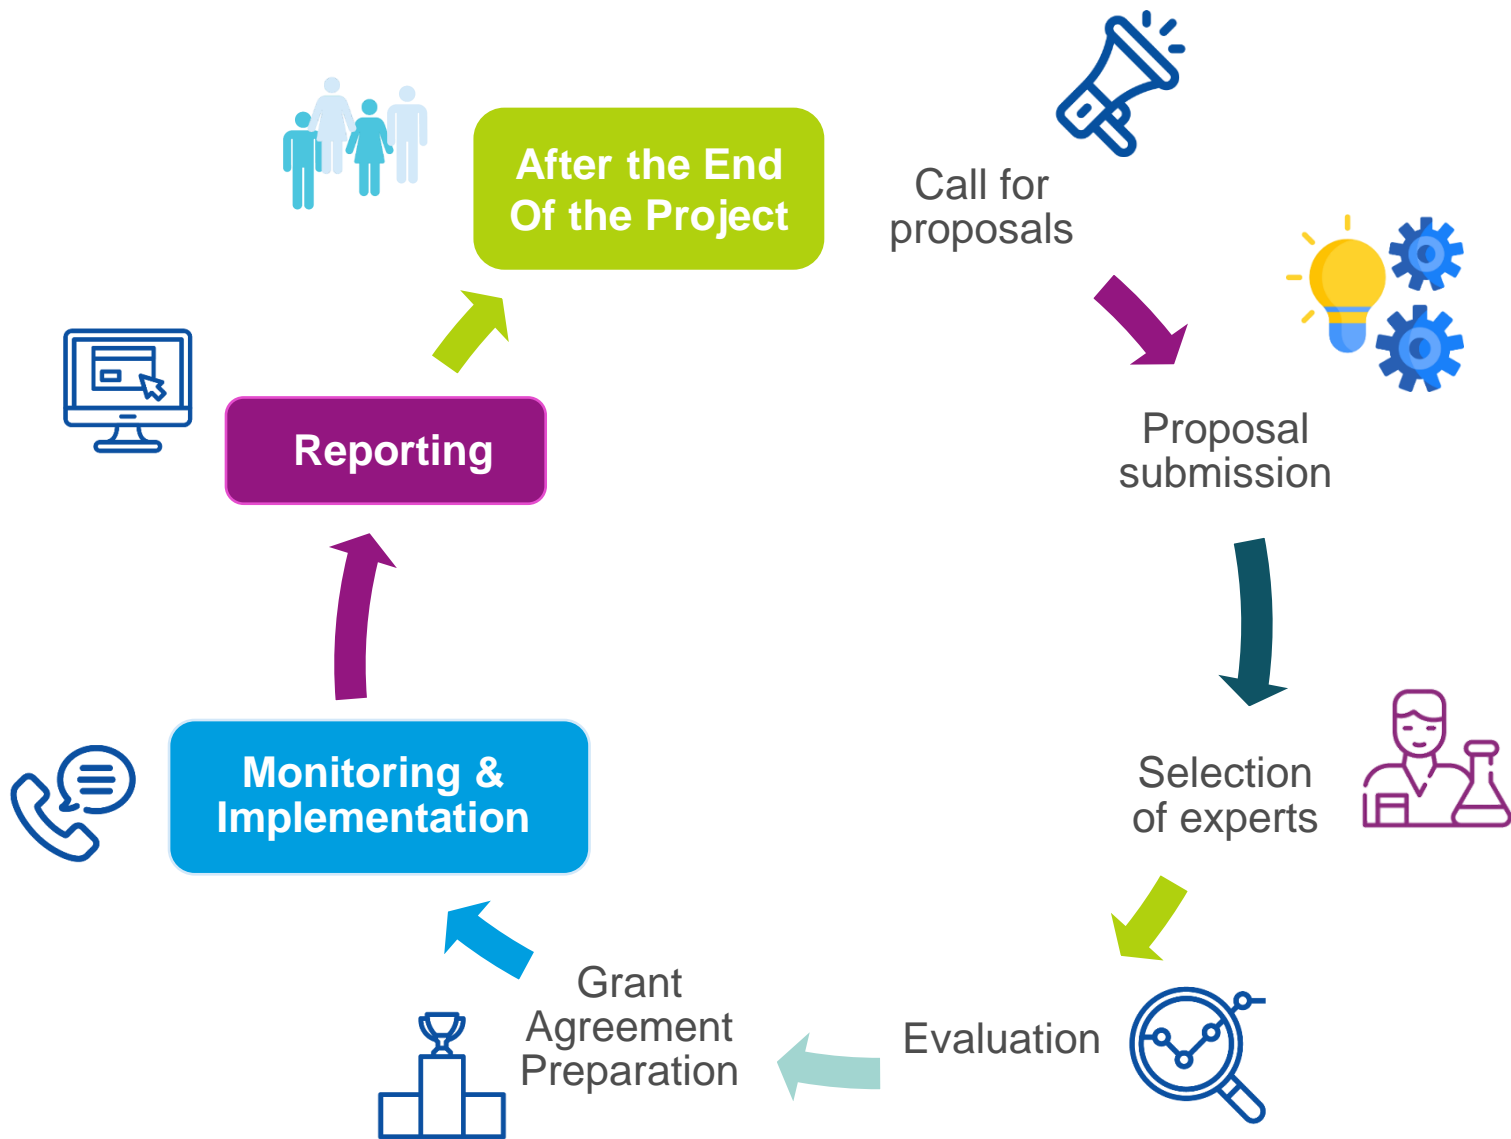 After the End
Of the Project
Call for
proposals
Proposal
submission
Selection
of experts
Evaluation
Grant
Agreement
Preparation
Monitoring &
Implementation
Reporting